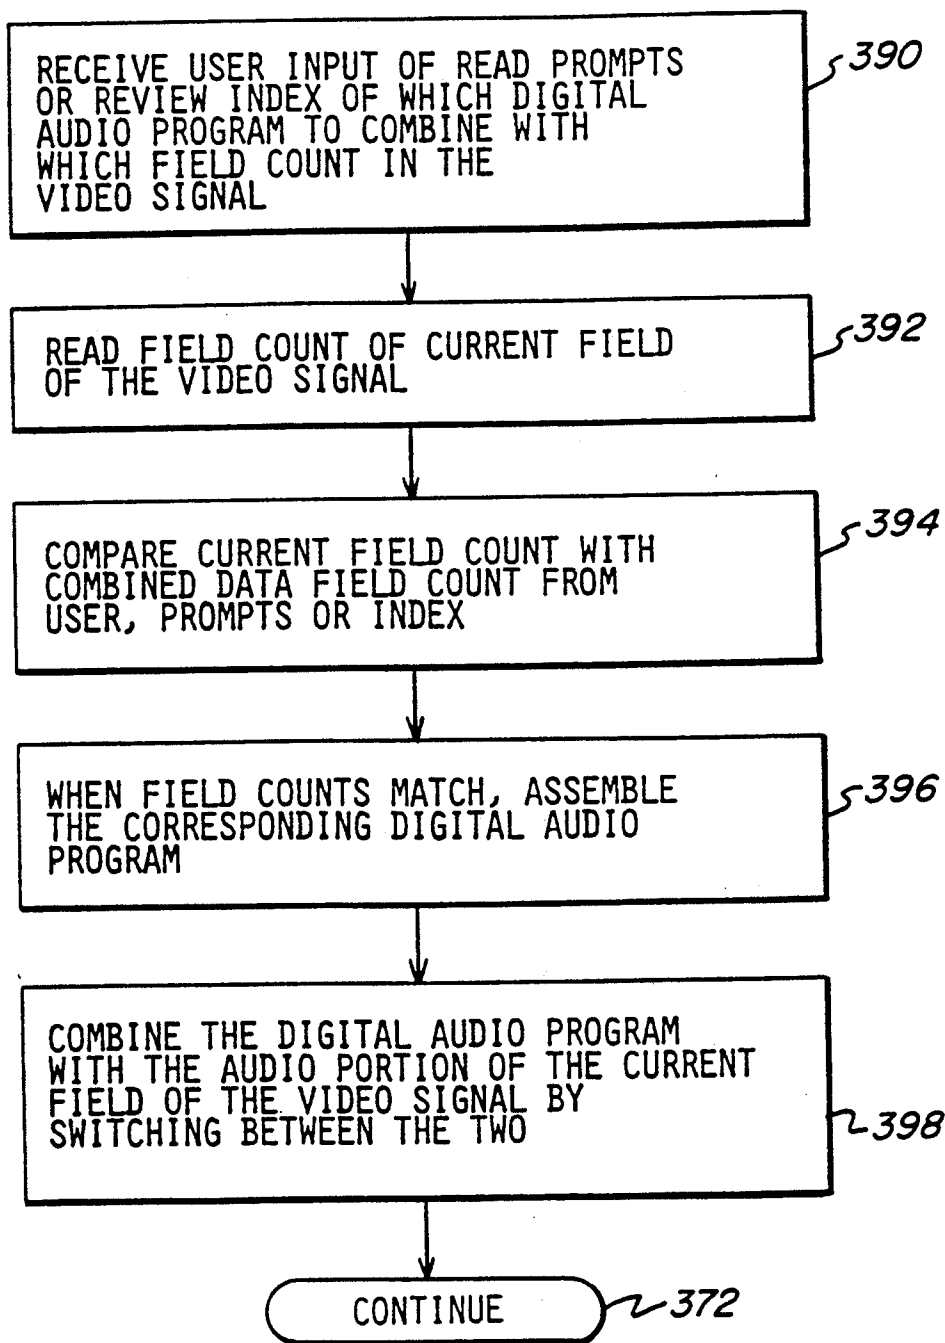 RECEIVE USER INPUT OF READ PROMPTS
OR REVIEW INDEX OF WHICH DIGITAL
AUDIO PROGRAM TO COMBINE WITH
WHICH FIELD COUNT IN THE
VIDEO SIGNAL
390
READ FIELD COUNT OF CURRENT FIELD
OF THE VIDEO SIGNAL
392
COMPARE CURRENT FIELD COUNT WITH
COMBINED DATA FIELD COUNT FROM
USER, PROMPTS OR INDEX
394
WHEN FIELD COUNTS MATCH, ASSEMBLE
THE CORRESPONDING DIGITAL AUDIO
PROGRAM
396
COMBINE THE DIGITAL AUDIO PROGRAM
WITH THE AUDIO PORTION OF THE CURRENT
FIELD OF THE VIDEO SIGNAL BY
SWITCHING BETWEEN THE TWO
398
CONTINUE
372